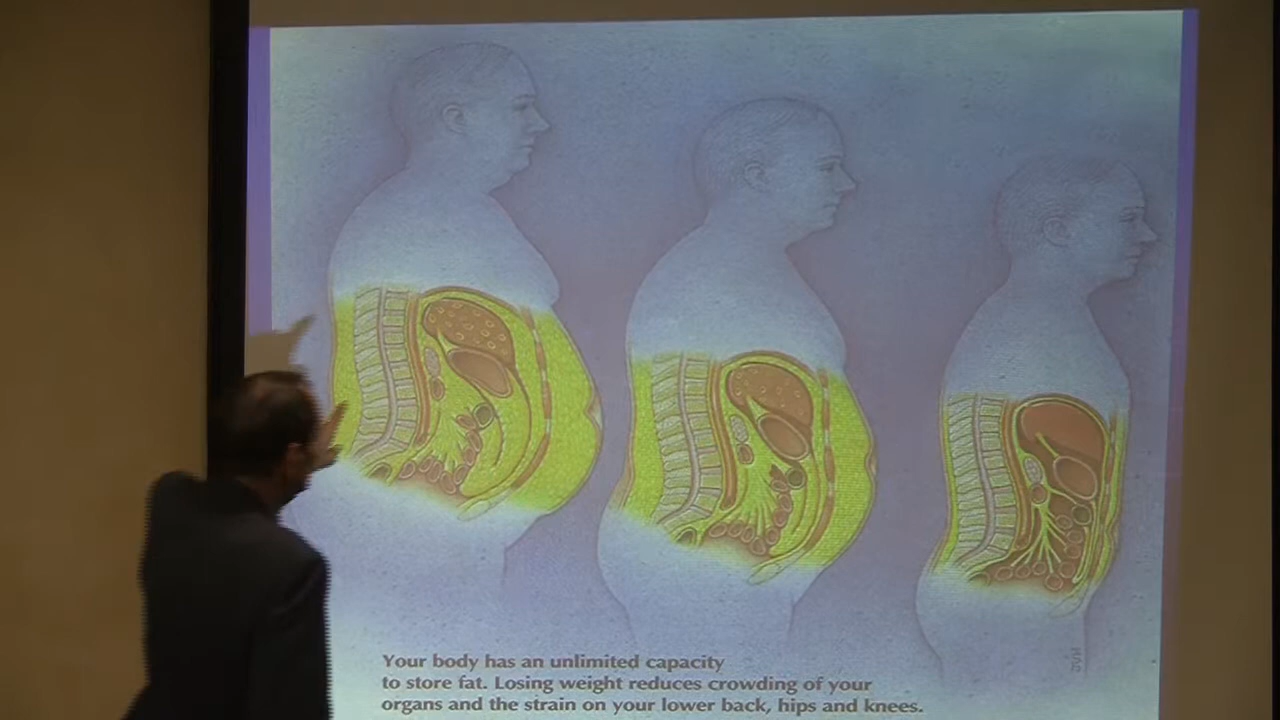 Your body has an unlimited capacity
to store fat. Losing weight reduces crowding of your
organs and the strain on your lower back, hips and knees.